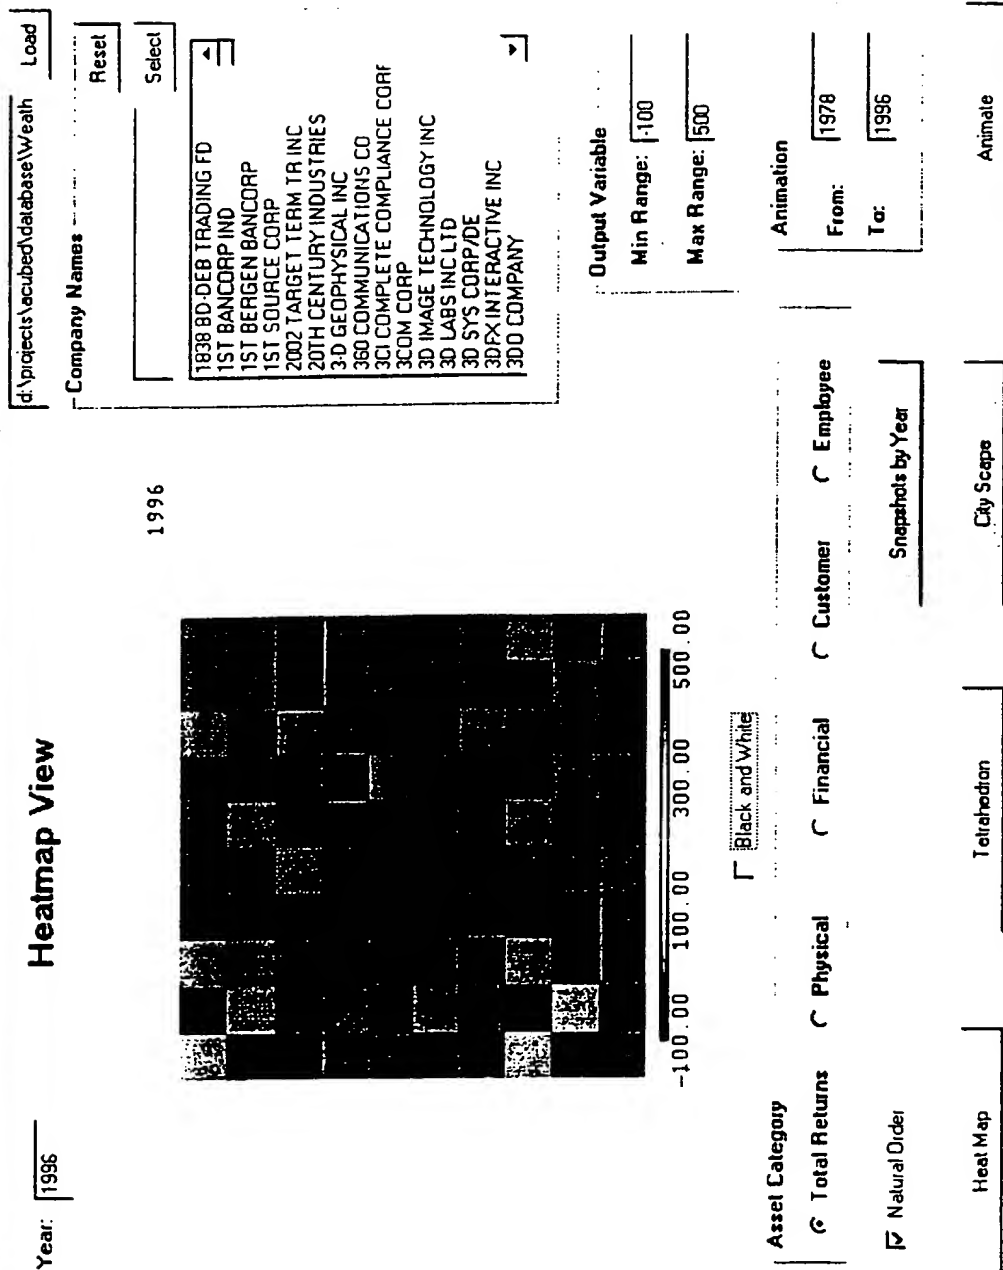 Year: 1996
Heatmap View
d:\projects\acubed\database\Weath
Load
Company Names
Reset
Select
1838 BD-DEB TRADING FD
1ST BANCORP IND
1ST BERGEN BANCORP
1ST SOURCE CORP
2002 TARGET TERM TR INC
20TH CENTURY INDUSTRIES
3-D GEOPHYSICAL INC
360 COMMUNICATIONS CO
3CI COMPLETE COMPLIANCE CORF
3COM CORP
3D IMAGE TECHNOLOGY INC
3D LABS INC LTD
3D SYS CORP/DE
3DFX INTERACTIVE INC
3DO COMPANY
1996
-100.00 100.00 300.00 500.00
Black and White
Output Variable
Min Range: -100
Max Range: 500
Asset Category
Total Returns
Physical
Financial
Customer
Employee
Animation
From: 1978
To: 1996
Natural Order
Snapshots by Year
Heat Map
Tetrahedron
City Scape
Animate